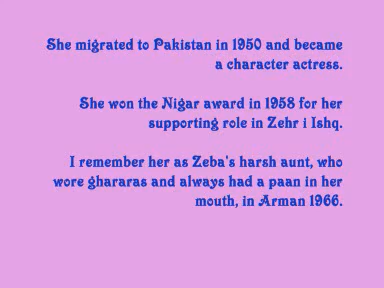 She migrated to Pakistan in 1950 and became
a character actress.
She won the Nigar award in 1958 for her
supporting role in Zehr i Ishq.
I remember her as Zeba's harsh aunt, who
wore ghararas and always had a paan in her
mouth, in Arman 1966.